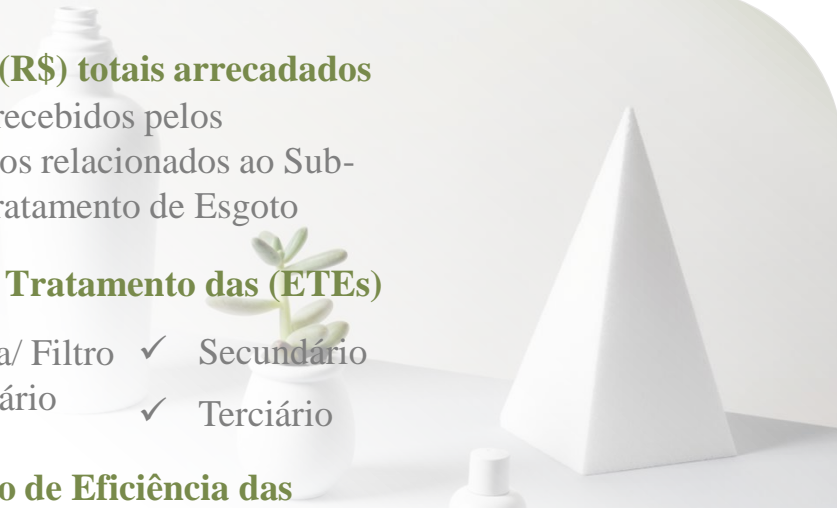 (R$) totais arrecadados
recebidos pelos
os relacionados ao Sub-
ratamento de Esgoto
Tratamento das (ETEs)
a/ Filtro ✓ Secundário
ário
✓ Terciário
o de Eficiência das